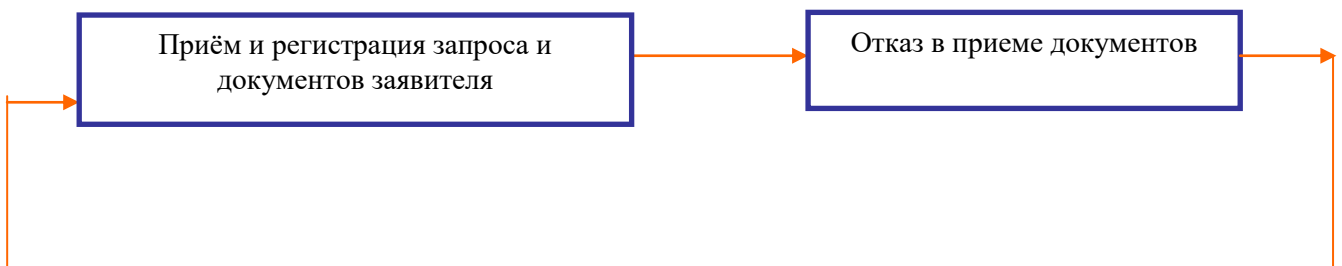 Приём и регистрация запроса и
документов заявителя
Отказ в приеме документов